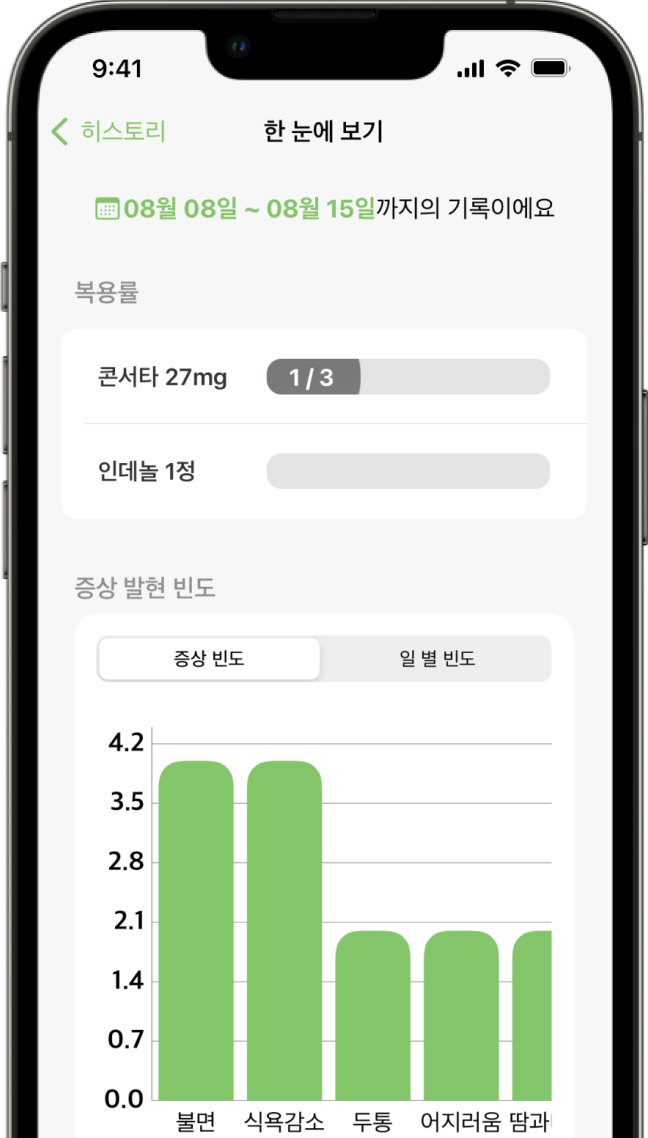 9:41
히스토리
한 눈에 보기
08월 08일 ~ 08월 15일까지의 기록이에요
복용률
콘서타 27mg
1 / 3
인데놀 1정
증상 발현 빈도
증상 빈도
일 별 빈도
4.2
3.5
2.8
2.1
1.4
0.7
0.0
불면 식욕감소 두통 어지러움 땀과